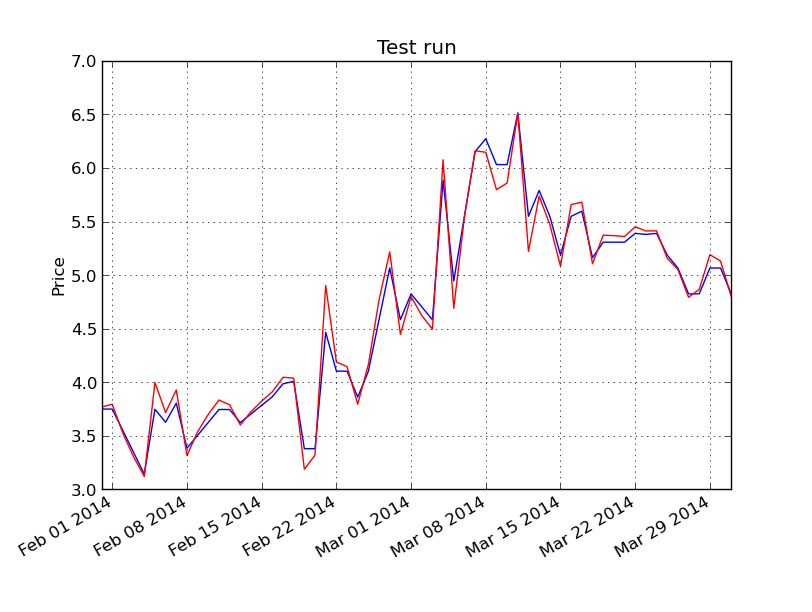 Test run
Price
7.0
6.5
6.0
5.5
5.0
4.5
4.0
3.5
3.0
Feb 01 2014
Feb 08 2014
Feb 15 2014
Feb 22 2014
Mar 01 2014
Mar 08 2014
Mar 15 2014
Mar 22 2014
Mar 29 2014